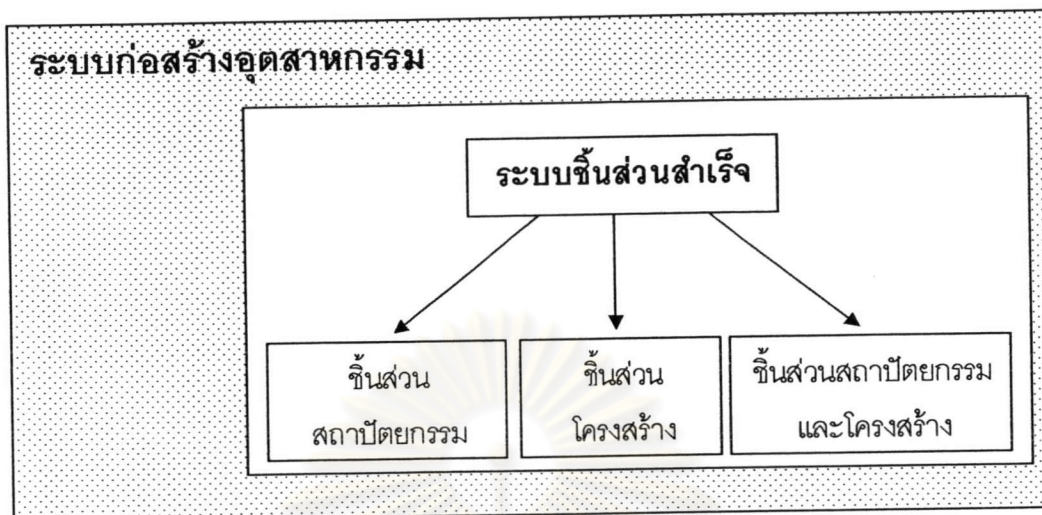 ระบบก่อสร้างอุตสาหกรรม
ระบบชิ้นส่วนสำเร็จ
ชิ้นส่วน
สถาปัตยกรรม
ชิ้นส่วน
โครงสร้าง
ชิ้นส่วนสถาปัตยกรรม
และโครงสร้าง